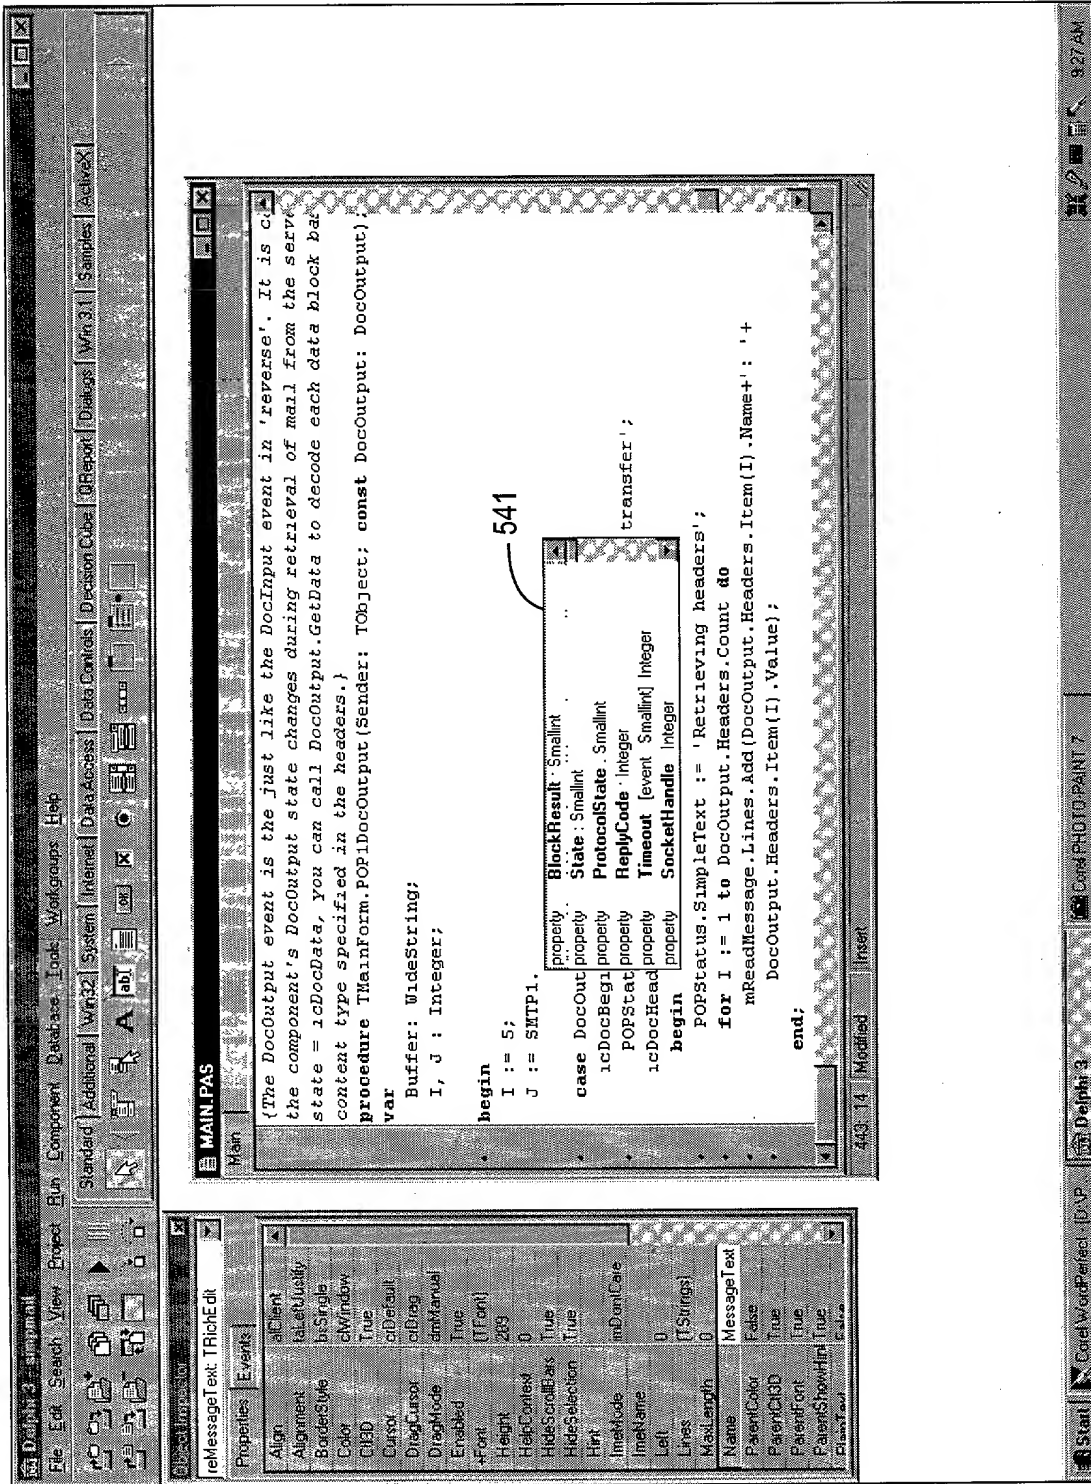 Delphi 3 - simpmail
File Edit Search View Project Run Component Database Tools Workgroups Help
Standard Additional Win32 System Internet Data Access Data Controls Decision Cube QReport Dialogs Win 3.1 Samples ActiveX
Object Inspector
reMessageText: TRichEdit
Properties Events
Align alClient
Alignment taLeftJustify
BorderStyle bsSingle
Color clWindow
Ctl3D True
Cursor crDefault
DragCursor crDrag
DragMode dmManual
Enabled True
+Font (TFont)
Height 289
HelpContext 0
HideScrollBars True
HideSelection True
Hint
ImeMode imDontCare
ImeName
Left 0
Lines (TStrings)
MaxLength 0
Name MessageText
ParentColor False
ParentCtl3D True
ParentFont True
ParentShowHint True
MAIN.PAS
Main
{The DocOutput event is the just like the DocInput event in 'reverse'. It is ca
the component's DocOutput state changes during retrieval of mail from the serve
state = icDocData, you can call DocOutput.GetData to decode each data block bas
content type specified in the headers.}
procedure TMainForm.POP1DocOutput(Sender: TObject; const DocOutput: DocOutput);
var
Buffer: WideString;
I, J : Integer;
begin
I := 5;
J := SMTP1.
541
property BlockResult : Smallint
property State : Smallint
property ProtocolState . Smallint
property ReplyCode · Integer
property Timeout [event Smallint] Integer
property SocketHandle Integer
case DocOut
icDocBegi
POPStat transfer';
icDocHead
begin
POPStatus.SimpleText := 'Retrieving headers';
for I := 1 to DocOutput.Headers.Count do
mReadMessage.Lines.Add(DocOutput.Headers.Item(I).Name+': '+
DocOutput.Headers.Item(I).Value);
end;
443: 14 Modified Insert
Start Corel WordPerfect Delphi 3 Corel PHOTO-PAINT 7 9:27 AM